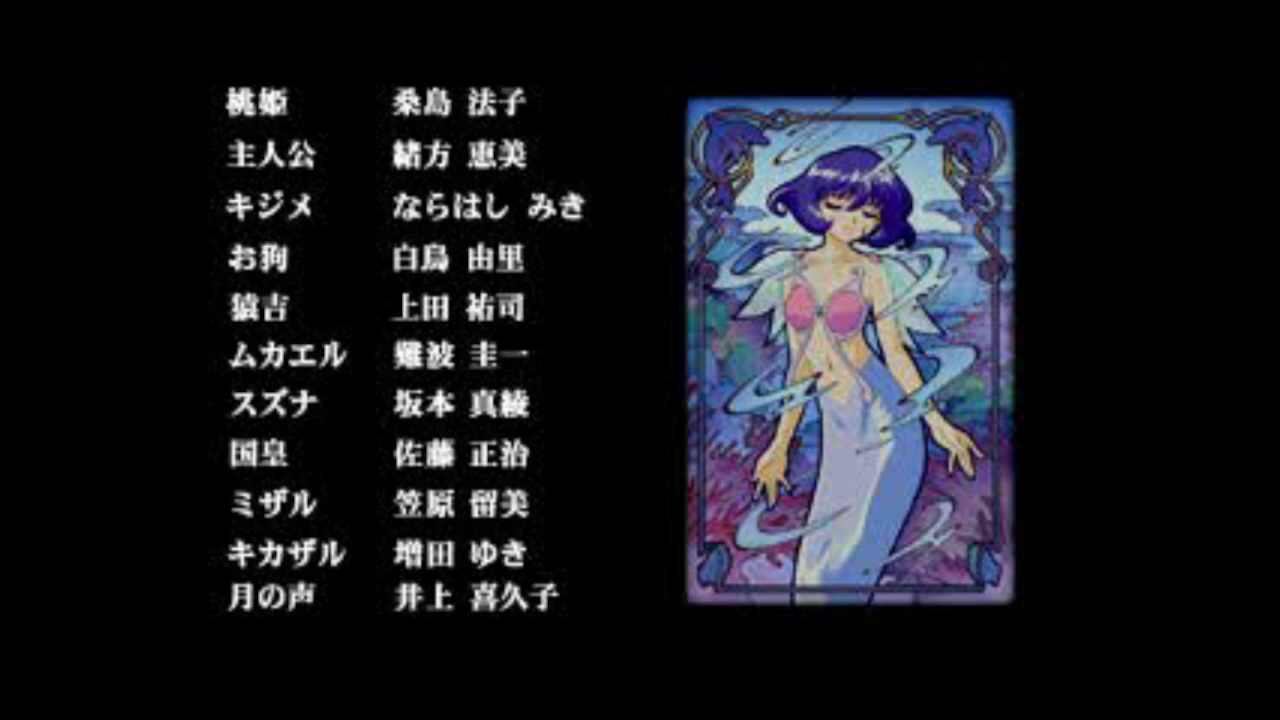 桃姫 桑島 法子
主人公 緒方 恵美
キジメ ならはし みき
お狗 白鳥 由里
猿吉 上田 祐司
ムカエル 難波 圭一
スズナ 坂本 真綾
国皇 佐藤 正治
ミザル 笠原 留美
キカザル 増田 ゆき
月の声 井上 喜久子